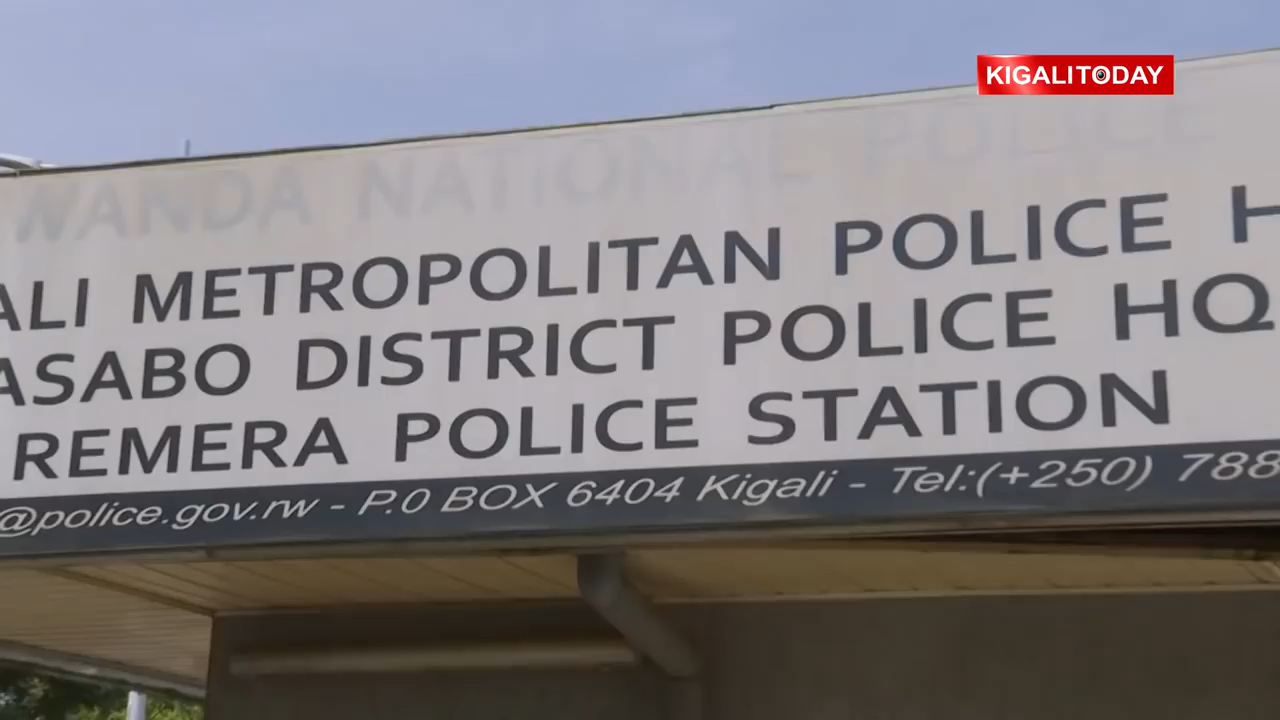 KIGALITODAY
WANDA NATIONAL POLICE
ALI METROPOLITAN POLICE H
ASABO DISTRICT POLICE HQ
REMERA POLICE STATION
@police.gov.rw - P.O BOX 6404 Kigali - Tel:(+250) 788